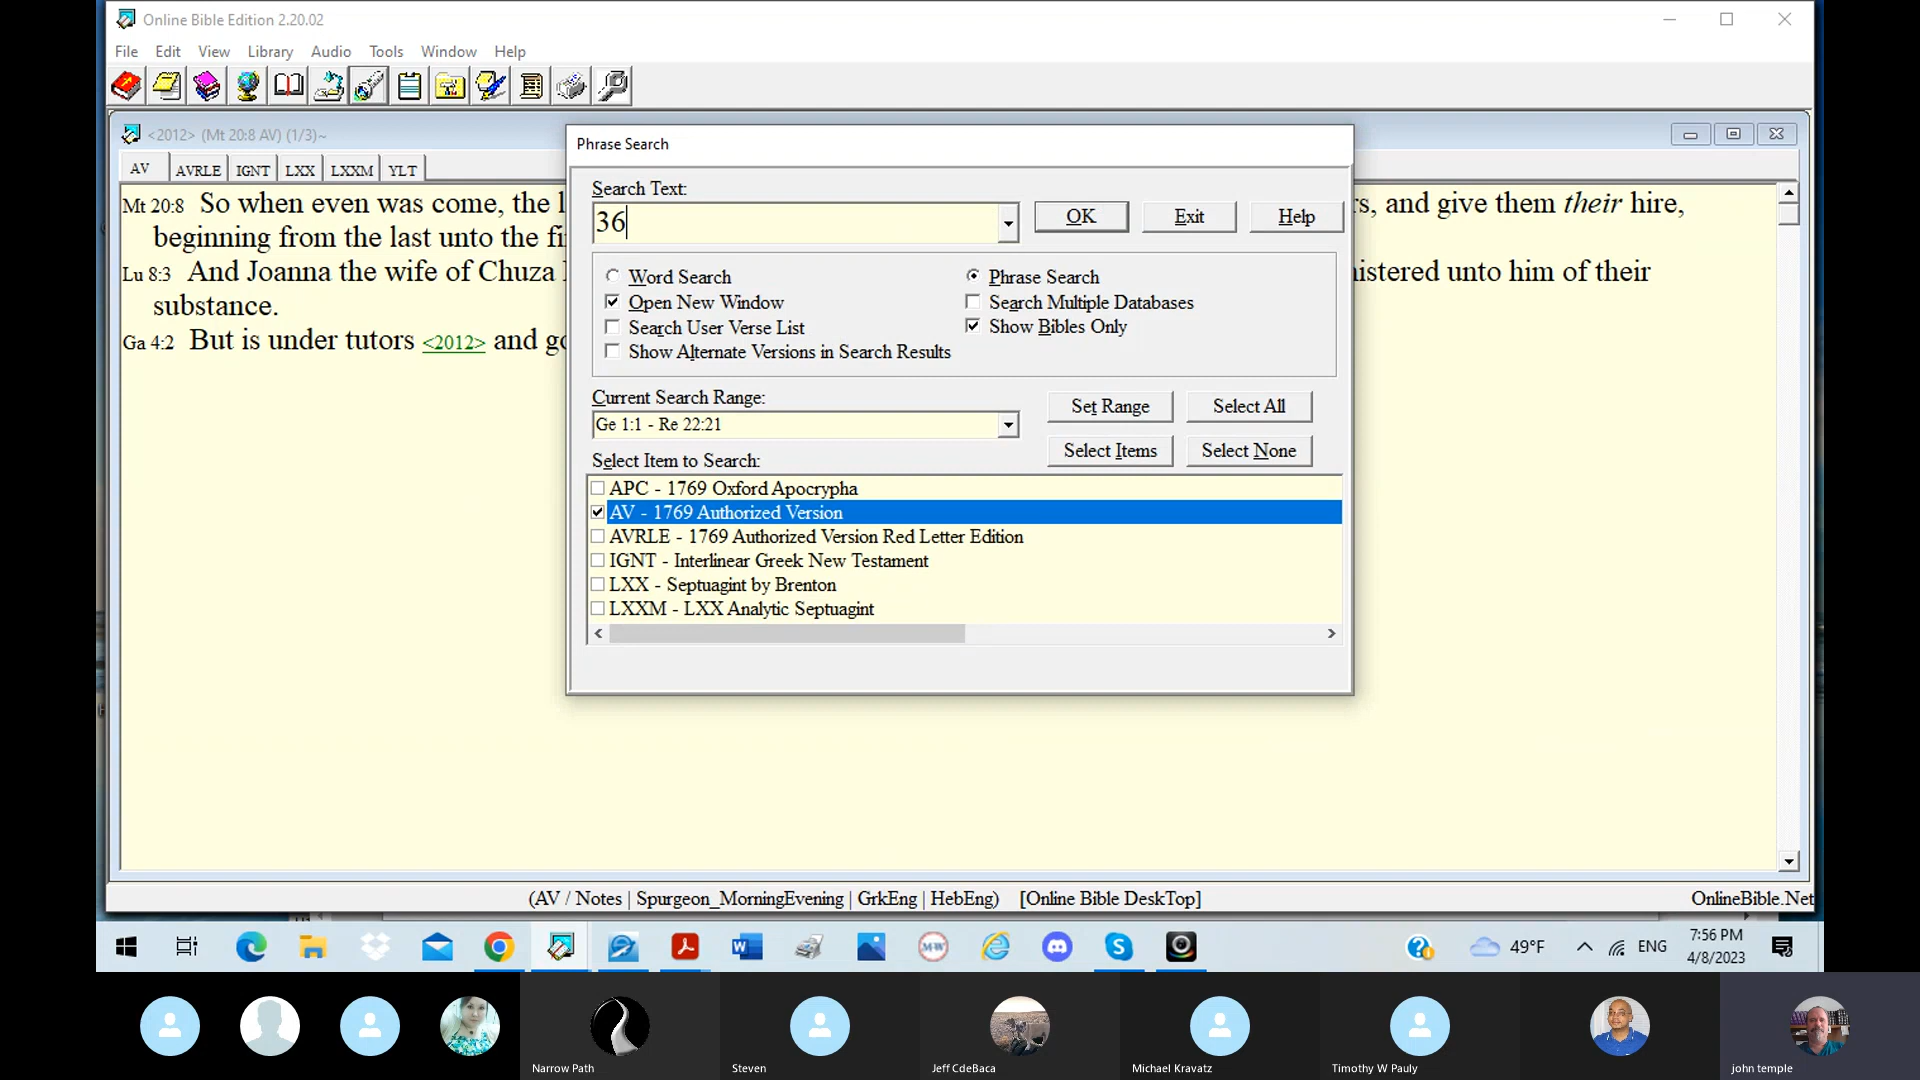 Online Bible Edition 2.20.02
File Edit View Library Audio Tools Window Help
<2012> (Mt 20:8 AV) (1/3)~
AV AVRLE IGNT LXX LXXM YLT
Mt 20:8 So when even was come, the
and give them their hire,
beginning from the last unto the
Lu 8:3 And Joanna the wife of Chuza
unto him of their
substance.
Ga 4:2 But is under tutors <2012> and
Phrase Search
Search Text:
36
OK Exit Help
Word Search
Phrase Search
Open New Window
Search Multiple Databases
Search User Verse List
Show Bibles Only
Show Alternate Versions in Search Results
Current Search Range:
Ge 1:1 - Re 22:21
Set Range Select All
Select Items Select None
Select Item to Search:
APC - 1769 Oxford Apocrypha
AV - 1769 Authorized Version
AVRLE - 1769 Authorized Version Red Letter Edition
IGNT - Interlinear Greek New Testament
LXX - Septuagint by Brenton
LXXM - LXX Analytic Septuagint
(AV / Notes | Spurgeon_MorningEvening | GrkEng | HebEng) [Online Bible DeskTop]
OnlineBible.Net
49°F
ENG
7:56 PM
4/8/2023
Narrow Path
Steven
Jeff CdeBaca
Michael Kravatz
Timothy W Pauly
john temple